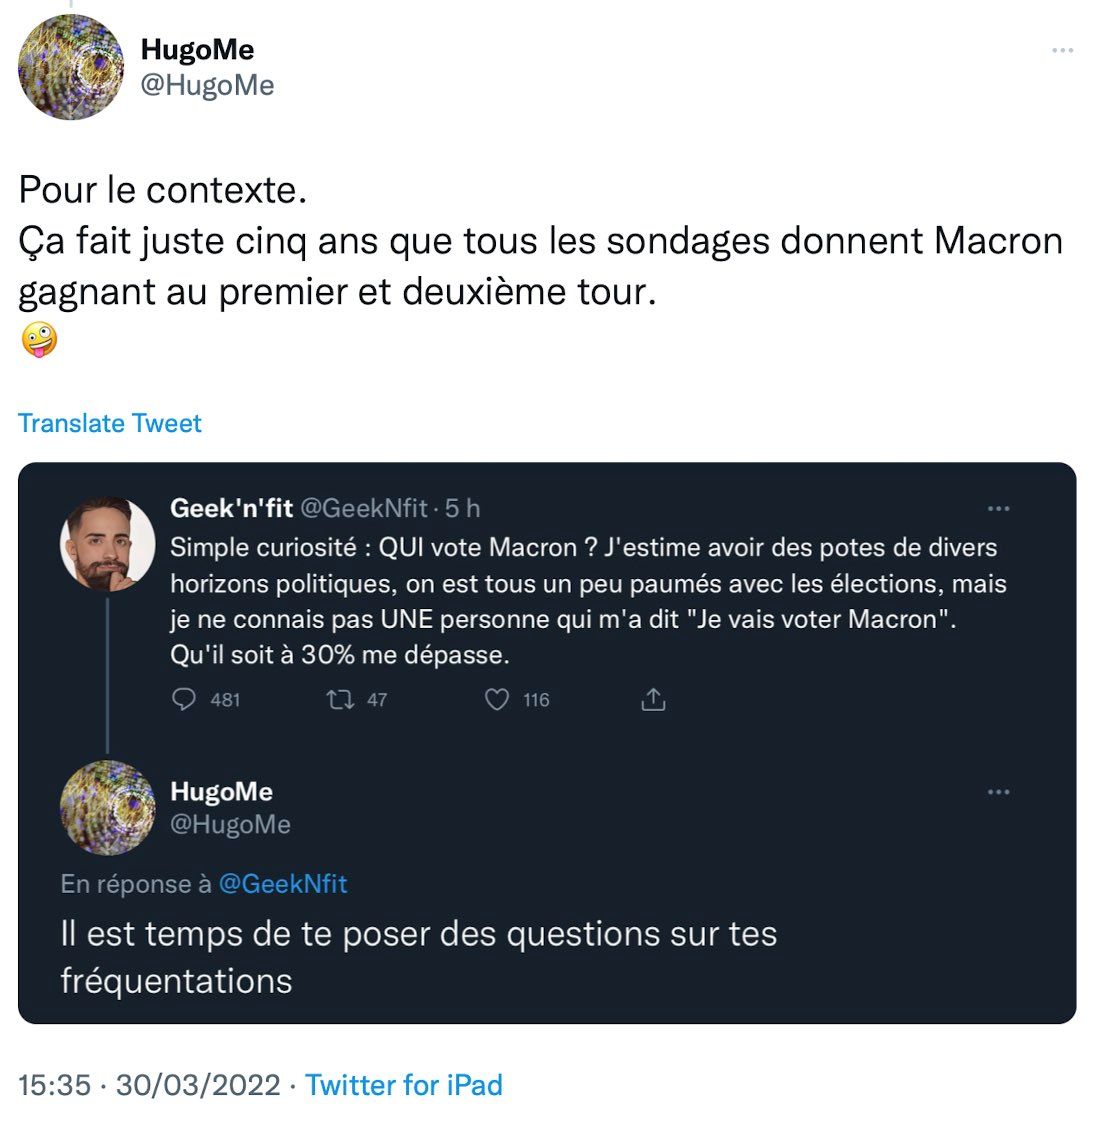 HugoMe
@HugoMe
Pour le contexte.
Ça fait juste cinq ans que tous les sondages donnent Macron
gagnant au premier et deuxième tour.
🤪
Translate Tweet
Geek'n'fit @GeekNfit · 5 h
Simple curiosité : QUI vote Macron ? J'estime avoir des potes de divers
horizons politiques, on est tous un peu paumés avec les élections, mais
je ne connais pas UNE personne qui m'a dit "Je vais voter Macron".
Qu'il soit à 30% me dépasse.
481 47 116
HugoMe
@HugoMe
En réponse à @GeekNfit
Il est temps de te poser des questions sur tes
fréquentations
15:35 · 30/03/2022 · Twitter for iPad